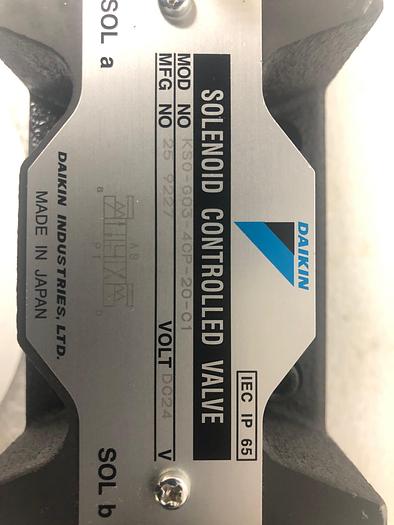 DAIKIN
IEC IP 65
SOLENOID CONTROLLED VALVE
MOD NO KSO-G03-4CP-20-C1
MFG NO 25 9227 VOLT DC24 V
a A B b
P T
DAIKIN INDUSTRIES, LTD.
MADE IN JAPAN
SOL a SOL b